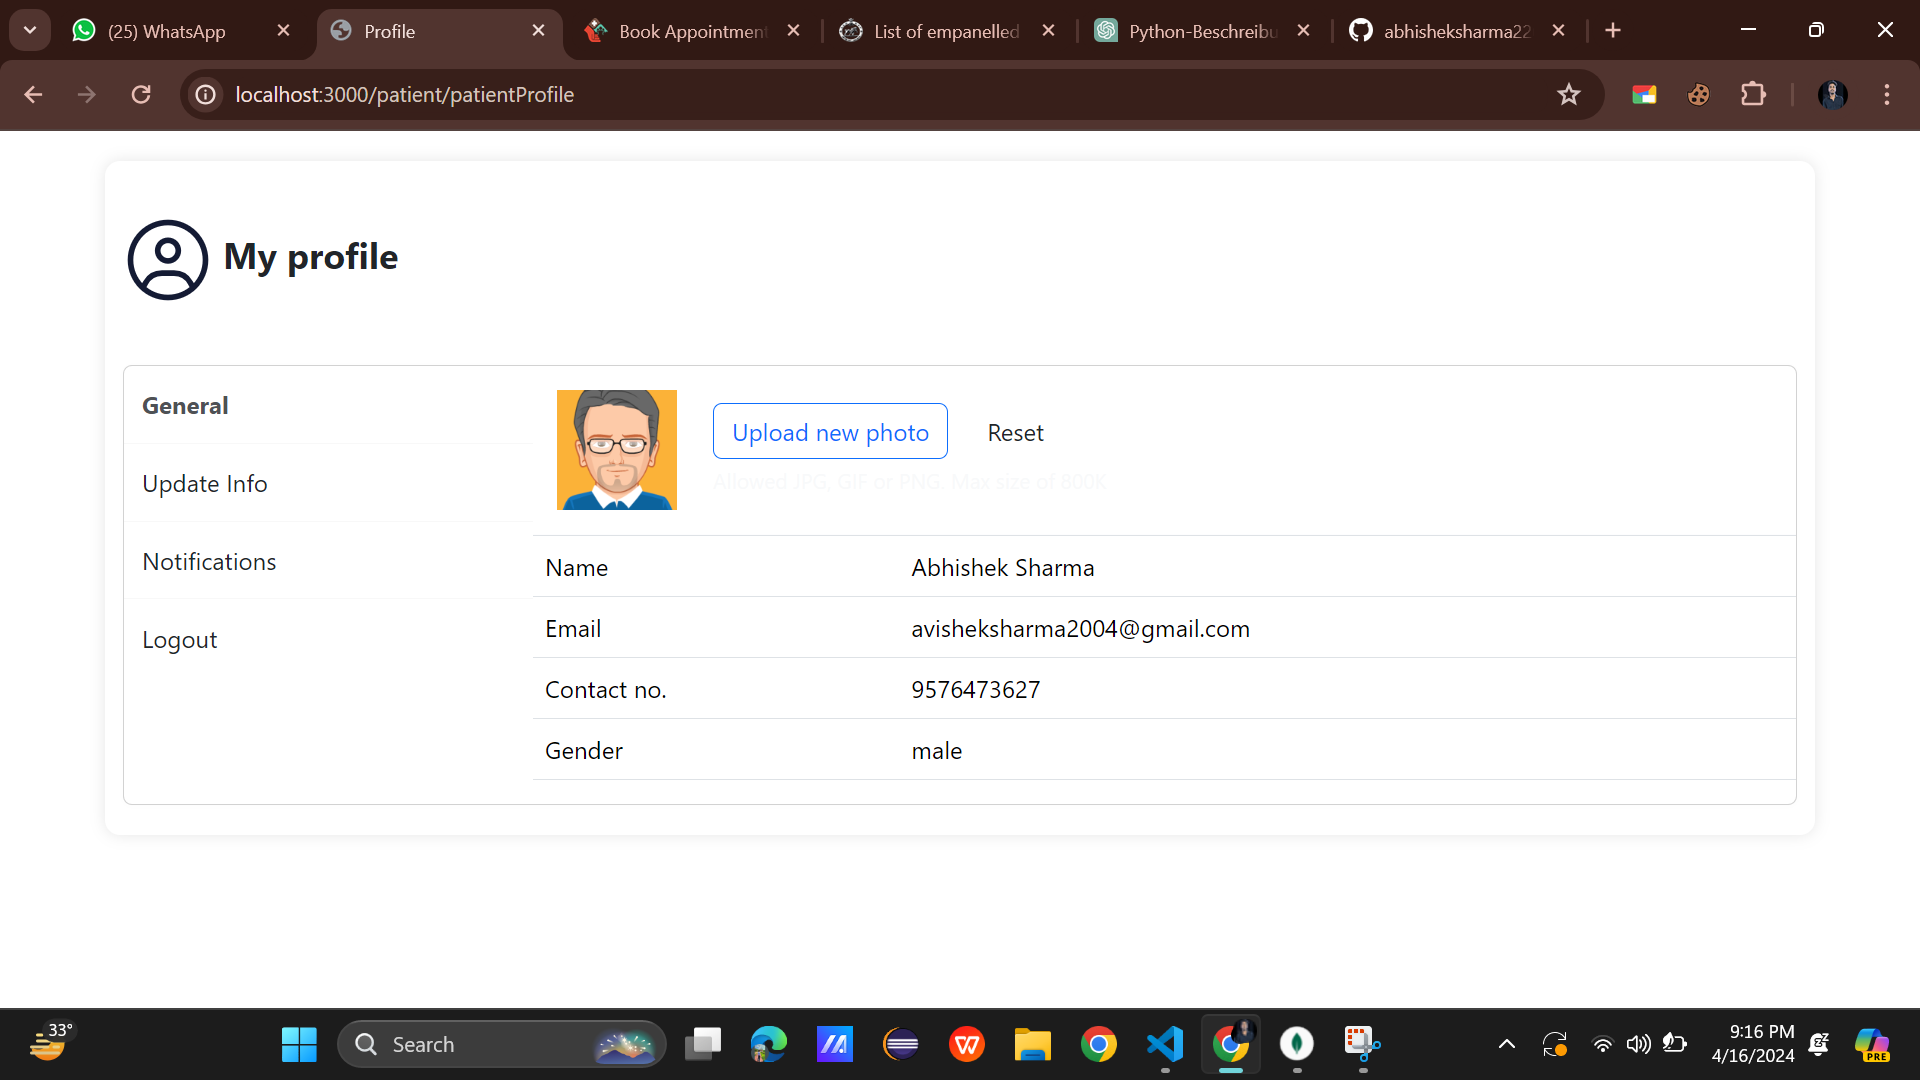 (25) WhatsApp
Profile
Book Appointment
List of empanelled
Python-Beschreibu
abhisheksharma22
localhost:3000/patient/patientProfile
My profile
General
Update Info
Notifications
Logout
Upload new photo
Reset
Allowed JPG, GIF or PNG. Max size of 800K
Name
Abhishek Sharma
Email
avisheksharma2004@gmail.com
Contact no.
9576473627
Gender
male
33°
Search
9:16 PM
4/16/2024
PRE